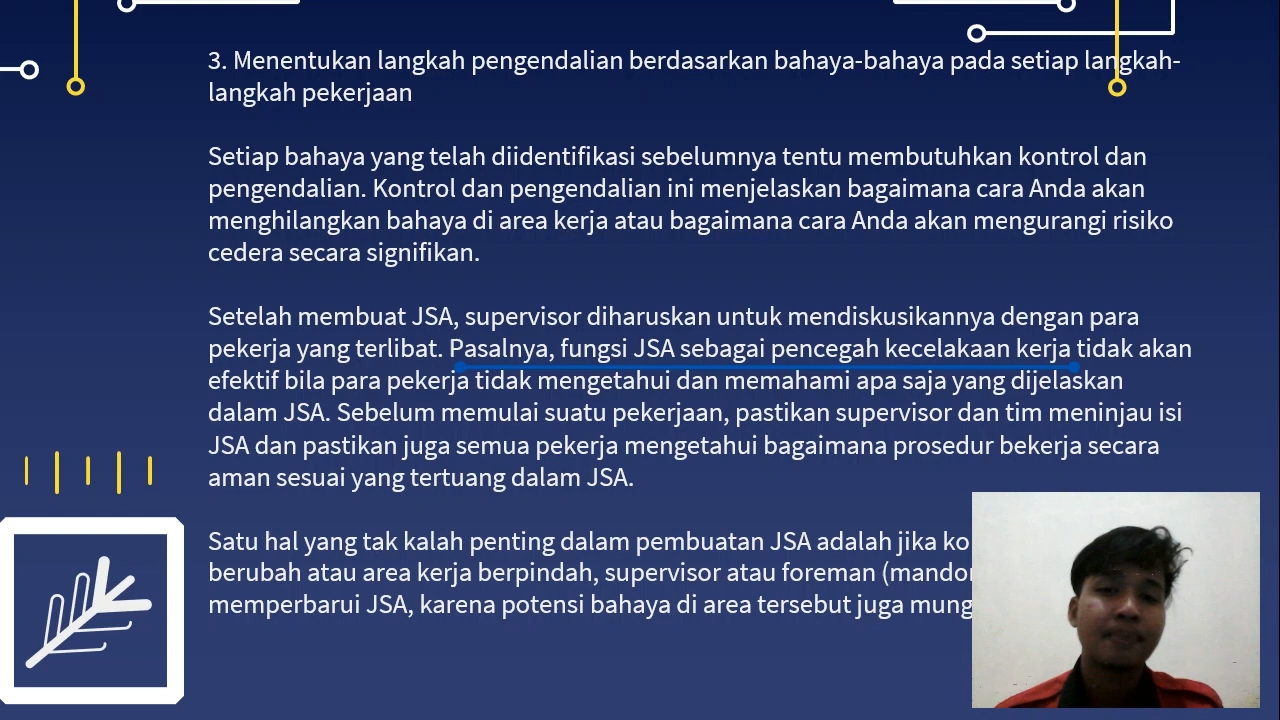 3. Menentukan langkah pengendalian berdasarkan bahaya-bahaya pada setiap langkah-
langkah pekerjaan
Setiap bahaya yang telah diidentifikasi sebelumnya tentu membutuhkan kontrol dan
pengendalian. Kontrol dan pengendalian ini menjelaskan bagaimana cara Anda akan
menghilangkan bahaya di area kerja atau bagaimana cara Anda akan mengurangi risiko
cedera secara signifikan.
Setelah membuat JSA, supervisor diharuskan untuk mendiskusikannya dengan para
pekerja yang terlibat. Pasalnya, fungsi JSA sebagai pencegah kecelakaan kerja tidak akan
efektif bila para pekerja tidak mengetahui dan memahami apa saja yang dijelaskan
dalam JSA. Sebelum memulai suatu pekerjaan, pastikan supervisor dan tim meninjau isi
JSA dan pastikan juga semua pekerja mengetahui bagaimana prosedur bekerja secara
aman sesuai yang tertuang dalam JSA.
Satu hal yang tak kalah penting dalam pembuatan JSA adalah jika
berubah atau area kerja berpindah, supervisor atau foreman
memperbarui JSA, karena potensi bahaya di area tersebut juga